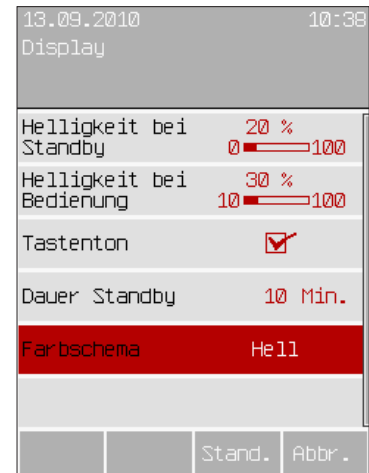 13.09.2010 10:38
Display
Helligkeit bei 20 %
Standby 0 100
Helligkeit bei 30 %
Bedienung 10 100
Tastenton
Dauer Standby 10 Min.
Farbschema Hell
Stand. Abbr.